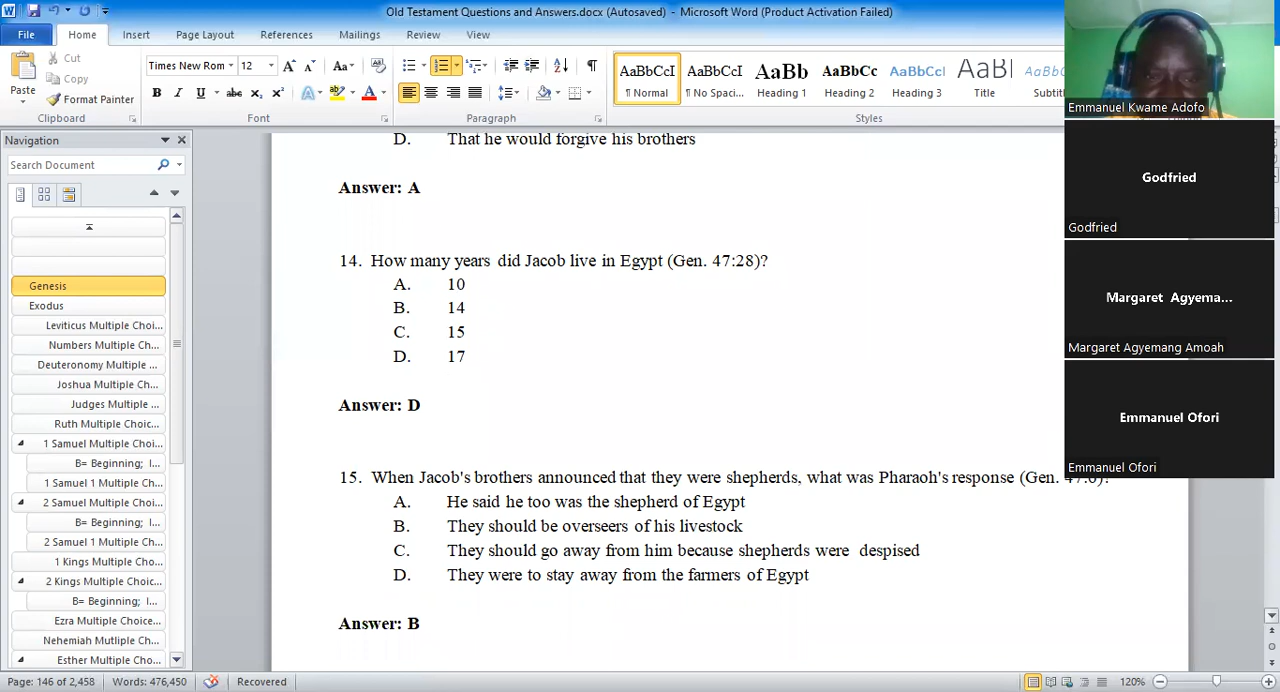 Old Testament Questions and Answers.docx (Autosaved) - Microsoft Word (Product Activation Failed)
File Home Insert Page Layout References Mailings Review View
Paste
Cut
Copy
Format Painter
Clipboard
Times New Rom 12
Font
Paragraph
AaBbCcI AaBbCcI AaBb AaBbCc AaBbCcI AaBl AaBbC
¶ Normal ¶ No Spaci... Heading 1 Heading 2 Heading 3 Title Subtitl
Styles
Navigation
Search Document
Genesis
Exodus
Leviticus Multiple Choi...
Numbers Multiple Ch...
Deuteronomy Multiple ...
Joshua Multiple Ch...
Judges Multiple ...
Ruth Multiple Choic...
1 Samuel Multiple Choi...
B= Beginning; I...
1 Samuel 1 Multiple Ch...
2 Samuel Multiple Choi...
B= Beginning; I...
2 Samuel 1 Multiple Ch...
1 Kings Multiple Cho...
2 Kings Multiple Choic...
B= Beginning; I...
Ezra Multiple Choice...
Nehemiah Mutliple Ch...
Esther Multiple Cho...
D. That he would forgive his brothers
Answer: A
14. How many years did Jacob live in Egypt (Gen. 47:28)?
A. 10
B. 14
C. 15
D. 17
Answer: D
15. When Jacob's brothers announced that they were shepherds, what was Pharaoh's response (Gen.
A. He said he too was the shepherd of Egypt
B. They should be overseers of his livestock
C. They should go away from him because shepherds were despised
D. They were to stay away from the farmers of Egypt
Answer: B
Emmanuel Kwame Adofo
Godfried
Godfried
Margaret Agyema...
Margaret Agyemang Amoah
Emmanuel Ofori
Emmanuel Ofori
Page: 146 of 2,458 Words: 476,450 Recovered 120%